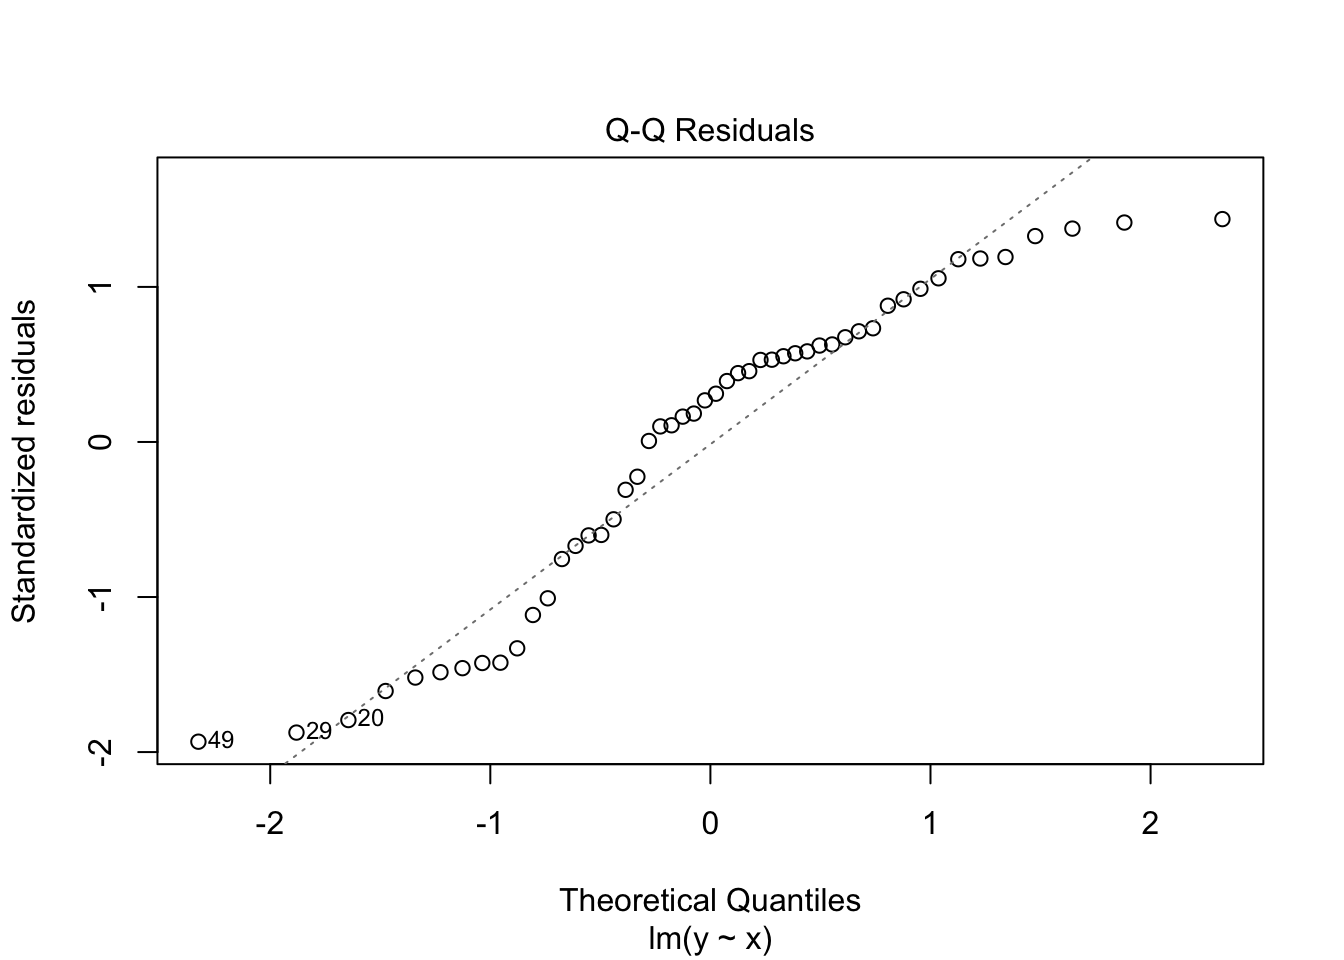 Q-Q Residuals
Standardized residuals
1
0
-1
-2
49
29
20
-2 -1 0 1 2
Theoretical Quantiles
lm(y ~ x)